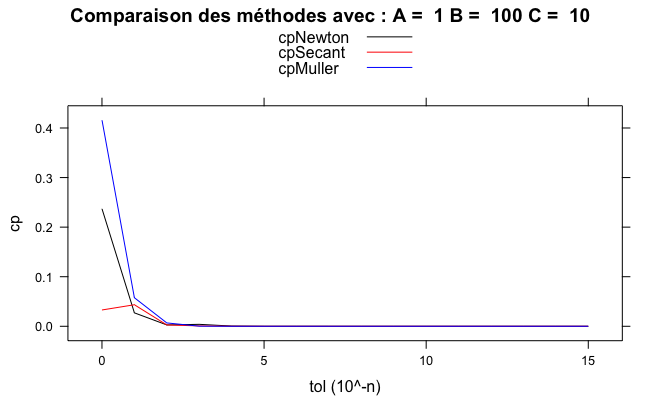 Comparaison des méthodes avec : A = 1 B = 100 C = 10
cpNewton
cpSecant
cpMuller
0.4
0.3
0.2
0.1
0.0
cp
0 5 10 15
tol (10^-n)